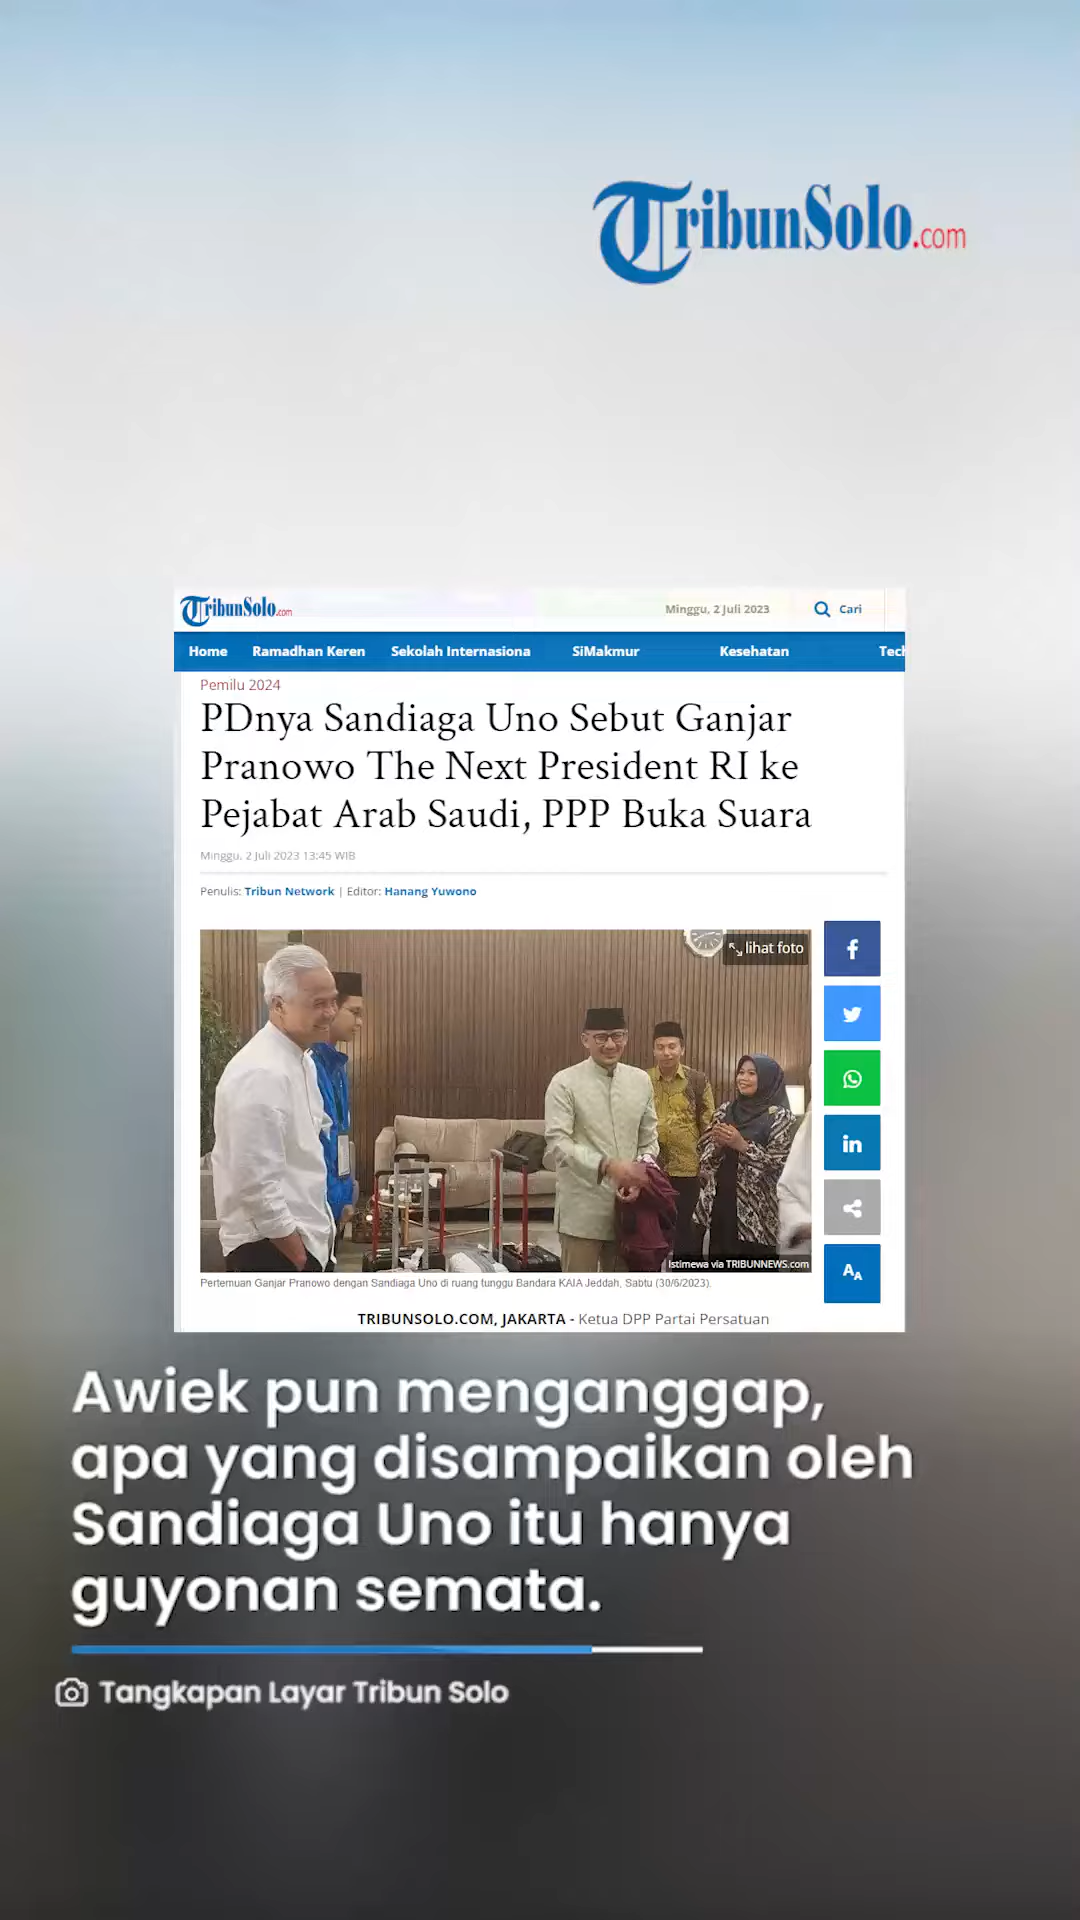 TribunSolo.com
TribunSolo.com
Minggu, 2 Juli 2023
Cari
Home Ramadhan Keren Sekolah Internasiona SiMakmur Kesehatan Tech
Pemilu 2024
PDnya Sandiaga Uno Sebut Ganjar
Pranowo The Next President RI ke
Pejabat Arab Saudi, PPP Buka Suara
Minggu, 2 Juli 2023 13:45 WIB
Penulis: Tribun Network | Editor: Hanang Yuwono
lihat foto
Istimewa via TRIBUNNEWS.com
Pertemuan Ganjar Pranowo dengan Sandiaga Uno di ruang tunggu Bandara KAIA Jeddah, Sabtu (30/6/2023).
TRIBUNSOLO.COM, JAKARTA - Ketua DPP Partai Persatuan
Awiek pun menganggap,
apa yang disampaikan oleh
Sandiaga Uno itu hanya
guyonan semata.
Tangkapan Layar Tribun Solo